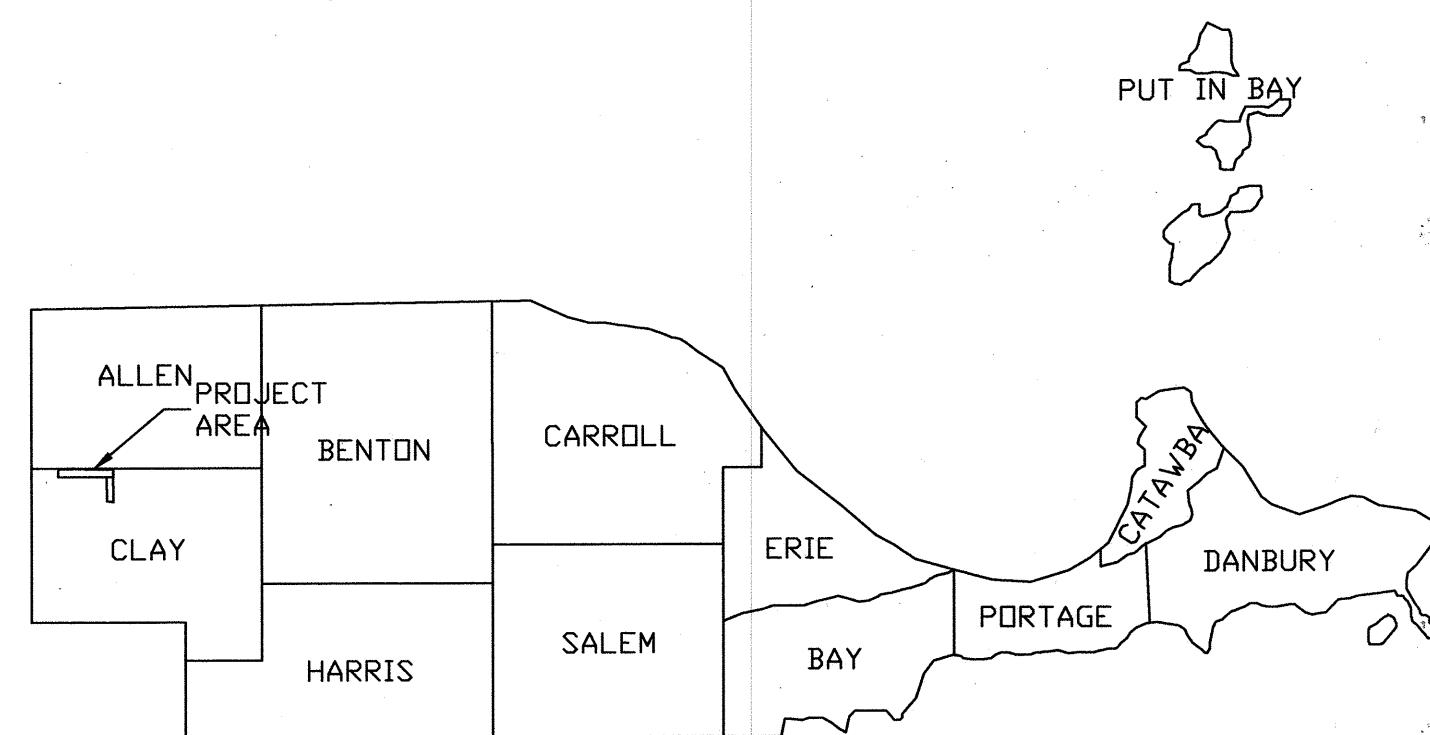 PUT IN BAY
ALLEN
PROJECT
AREA
BENTON
CARROLL
CATAWBA
CLAY
ERIE
DANBURY
PORTAGE
SALEM
BAY
HARRIS